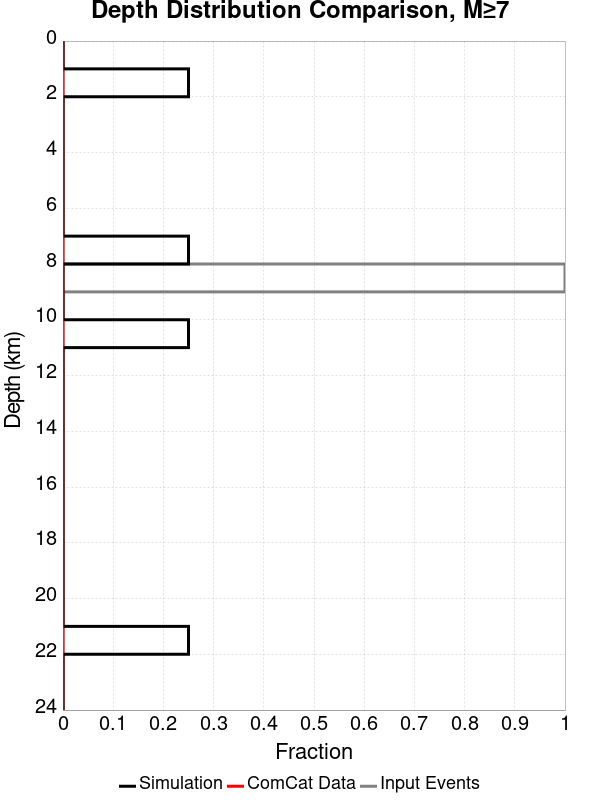 Depth Distribution Comparison, M≥7
0
2
4
6
8
10
12
14
16
18
20
22
24
Depth (km)
0 0.1 0.2 0.3 0.4 0.5 0.6 0.7 0.8 0.9 1
Fraction
Simulation ComCat Data Input Events